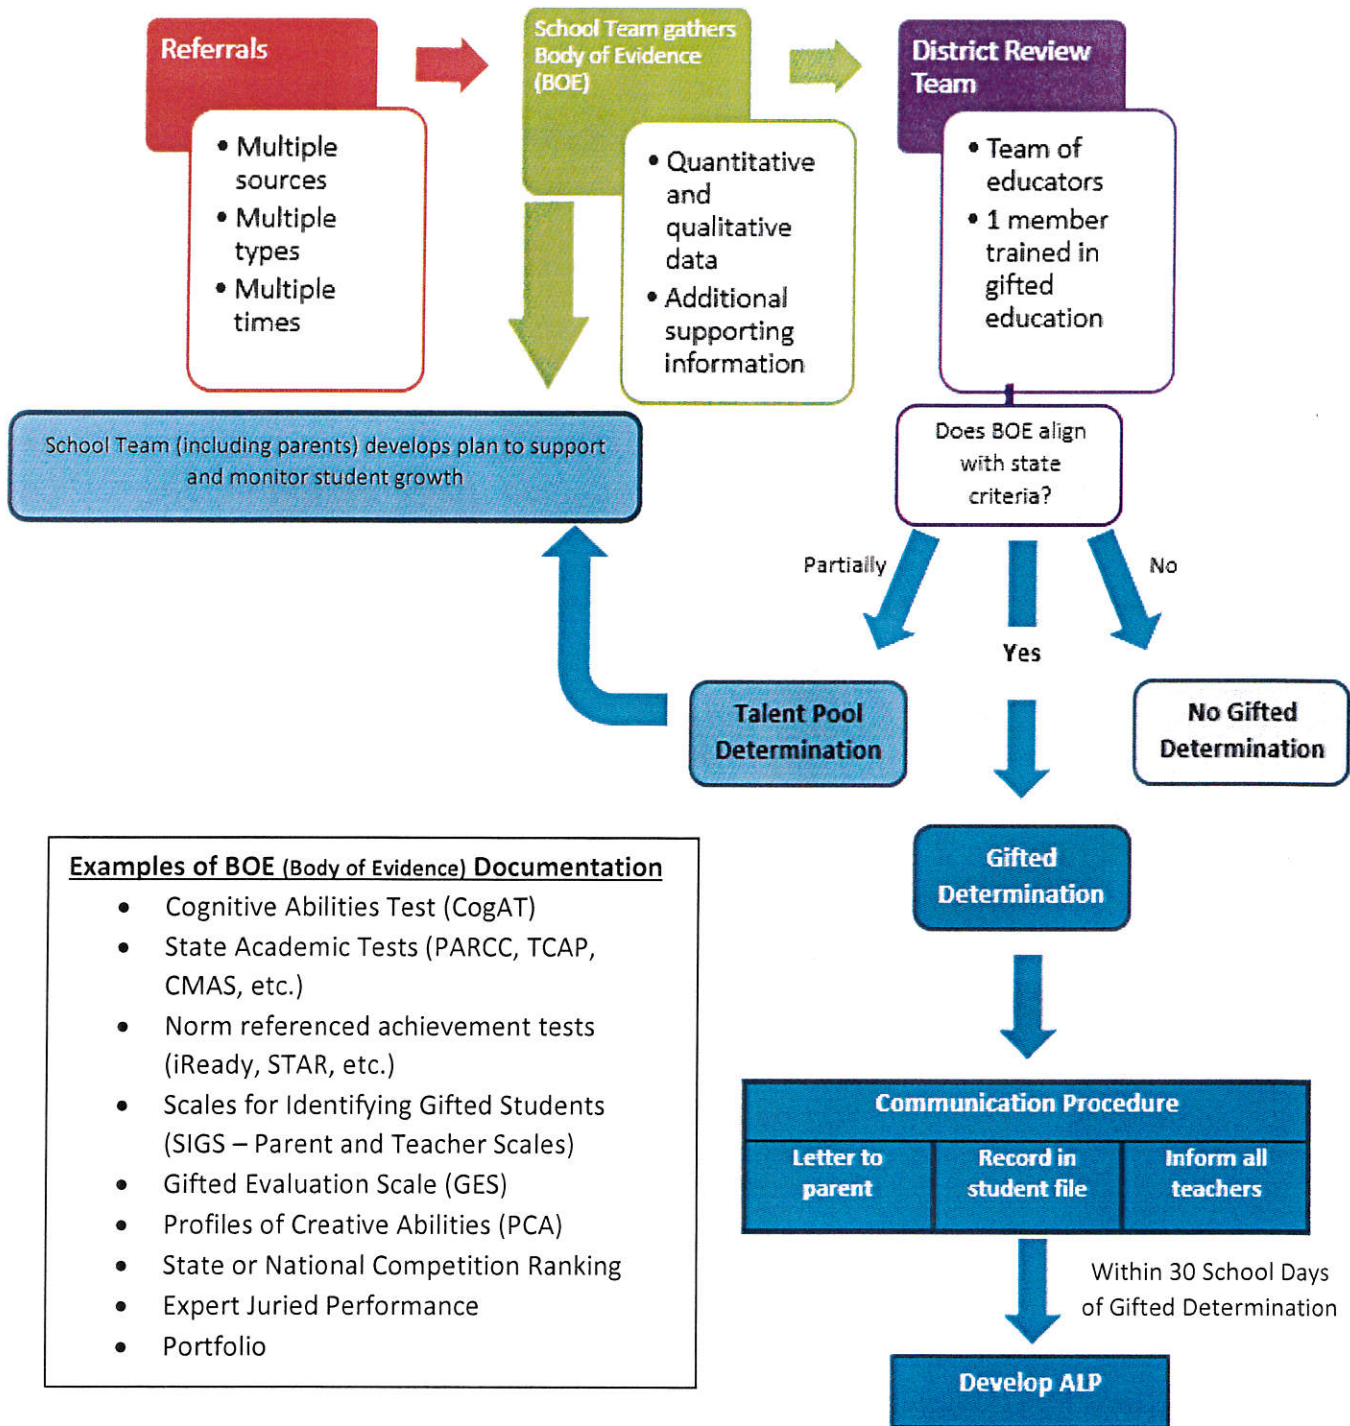 Referrals
• Multiple
sources
• Multiple
types
• Multiple
times
School Team gathers
Body of Evidence
(BOE)
• Quantitative
and
qualitative
data
• Additional
supporting
information
District Review
Team
• Team of
educators
• 1 member
trained in
gifted
education
School Team (including parents) develops plan to support
and monitor student growth
Does BOE align
with state
criteria?
Partially
Yes
No
Talent Pool
Determination
No Gifted
Determination
Gifted
Determination
Communication Procedure
Letter to
parent
Record in
student file
Inform all
teachers
Within 30 School Days
of Gifted Determination
Develop ALP
Examples of BOE (Body of Evidence) Documentation
• Cognitive Abilities Test (CogAT)
• State Academic Tests (PARCC, TCAP,
CMAS, etc.)
• Norm referenced achievement tests
(iReady, STAR, etc.)
• Scales for Identifying Gifted Students
(SIGS – Parent and Teacher Scales)
• Gifted Evaluation Scale (GES)
• Profiles of Creative Abilities (PCA)
• State or National Competition Ranking
• Expert Juried Performance
• Portfolio